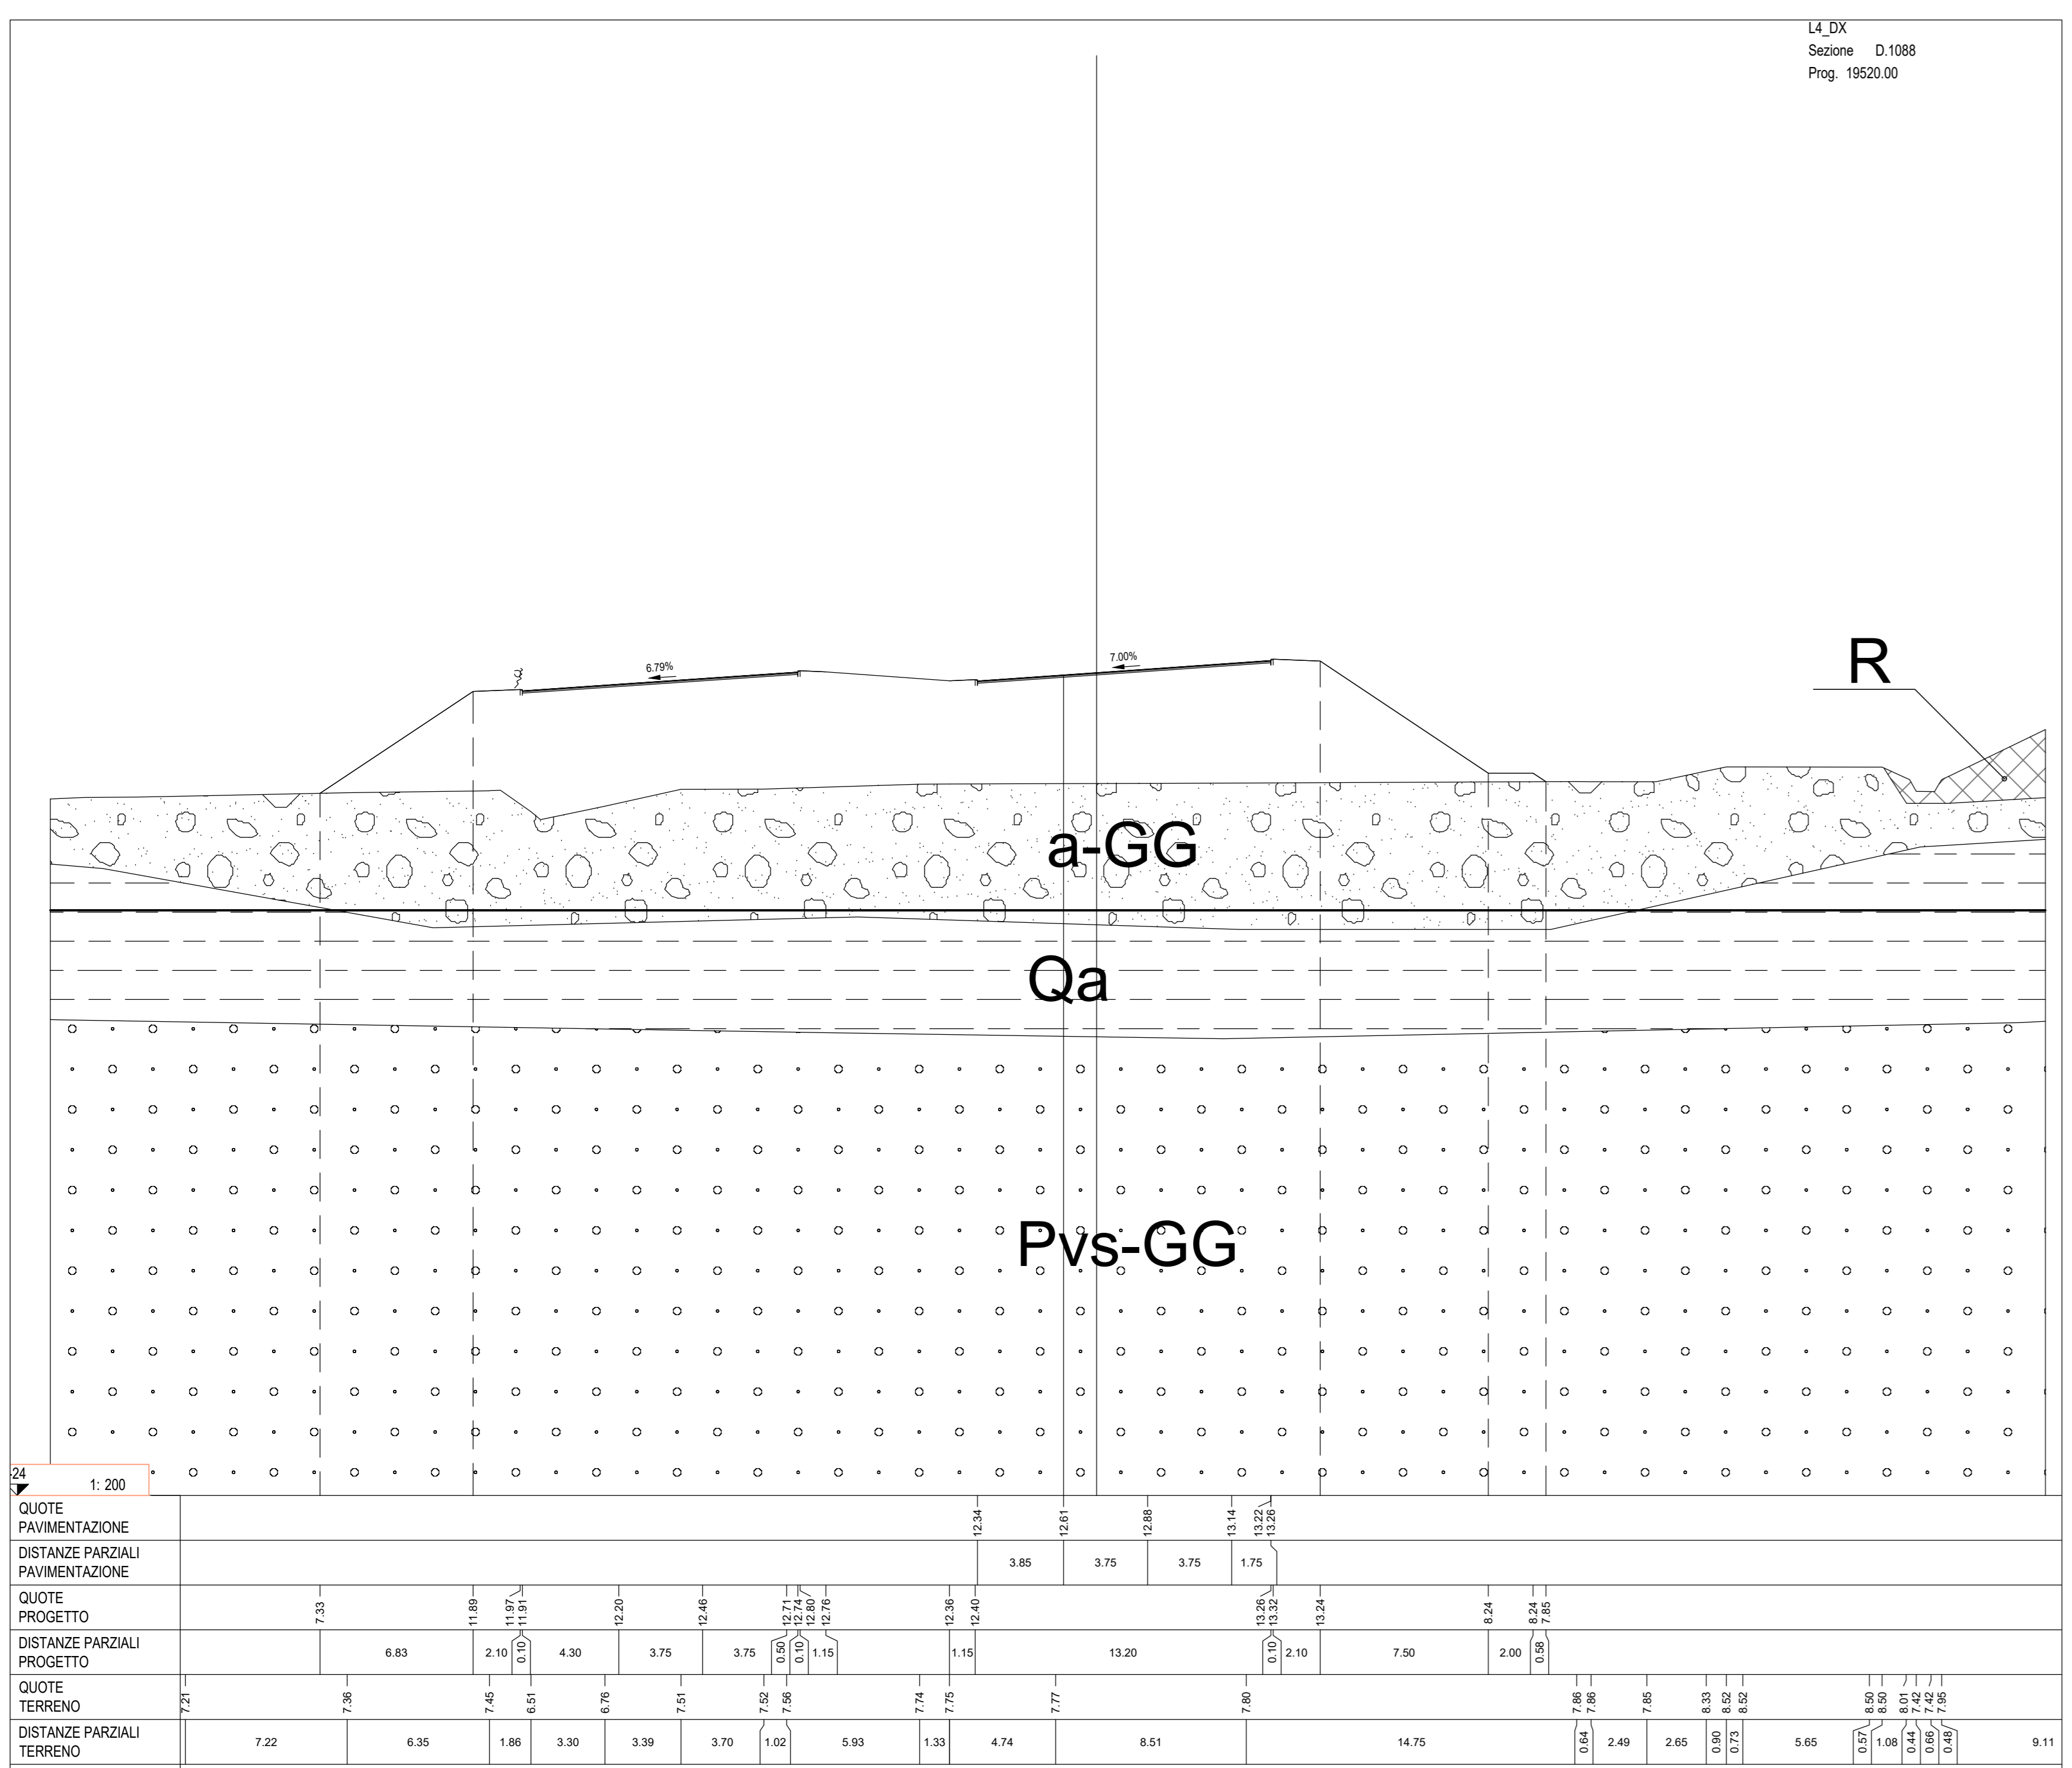 L4_DX
Sezione D.1088
Prog. 19520.00
R
6.79%
7.00%
a-GG
Qa
Pvs-GG
24
1: 200
QUOTE
PAVIMENTAZIONE
12.34 12.61 12.88 13.14 13.22 13.26
DISTANZE PARZIALI
PAVIMENTAZIONE
3.85 3.75 3.75 1.75
QUOTE
PROGETTO
7.33 11.89 11.97 11.91 12.20 12.46 12.71 12.74 12.80 12.76 12.36 12.40 13.26 13.32 13.24 8.24 8.24 7.85
DISTANZE PARZIALI
PROGETTO
6.83 2.10 0.10 4.30 3.75 3.75 0.50 0.10 1.15 1.15 13.20 0.10 2.10 7.50 2.00 0.58
QUOTE
TERRENO
7.21 7.36 7.45 6.51 6.76 7.51 7.52 7.56 7.74 7.75 7.77 7.80 7.86 7.86 7.85 8.33 8.52 8.52 8.50 8.50 8.01 7.42 7.42 7.95
DISTANZE PARZIALI
TERRENO
7.22 6.35 1.86 3.30 3.39 3.70 1.02 5.93 1.33 4.74 8.51 14.75 0.64 2.49 2.65 0.90 0.73 5.65 0.57 1.08 0.44 0.66 0.48 9.11